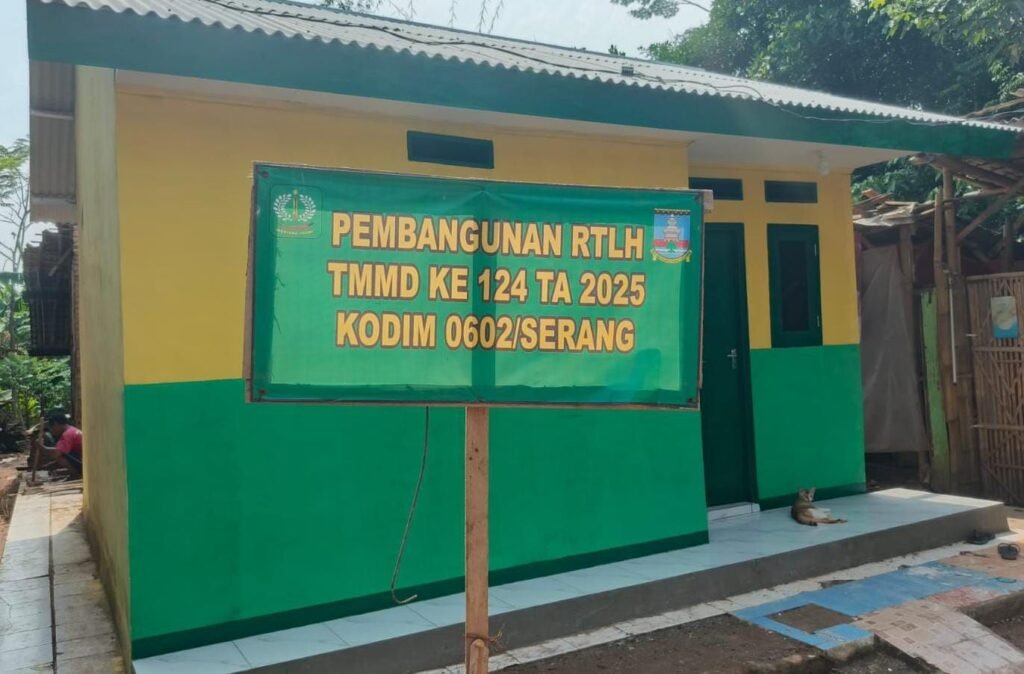 PEMBANGUNAN RTLH
TMMD KE 124 TA 2025
KODIM 0602/SERANG